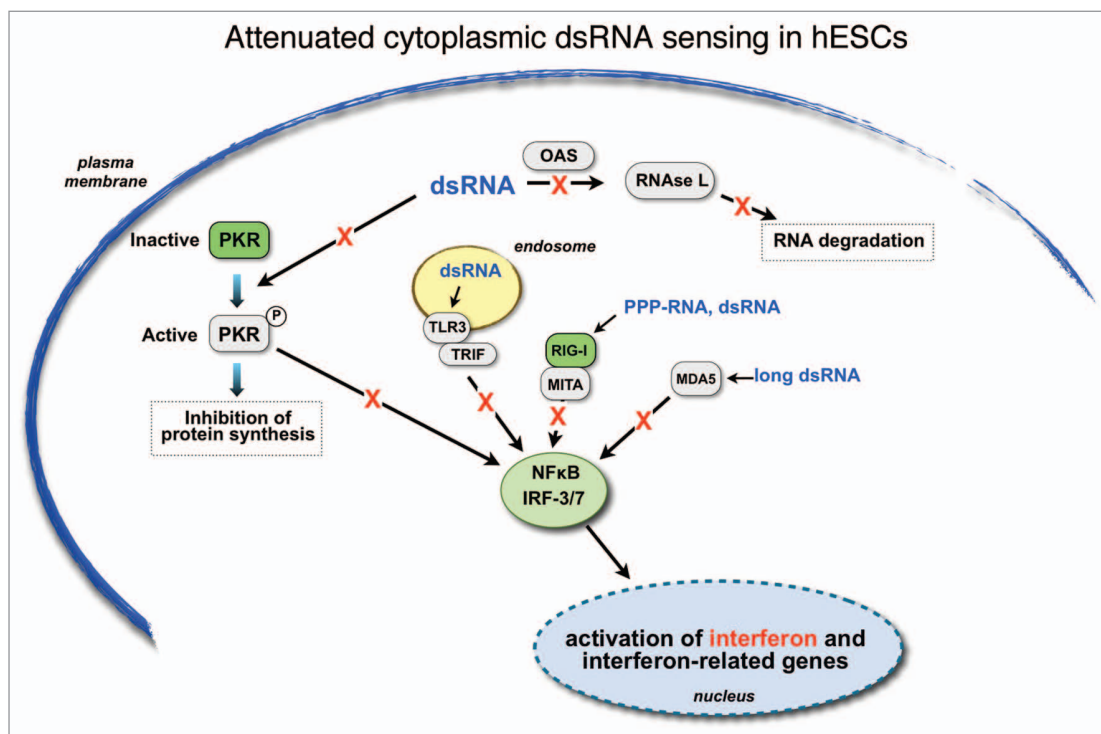 Attenuated cytoplasmic dsRNA sensing in hESCs
plasma
membrane
OAS
dsRNA
X
RNAse L
X
RNA degradation
Inactive
PKR
X
endosome
dsRNA
PPP-RNA, dsRNA
P
Active
PKR
TLR3
TRIF
RIG-I
MITA
MDA5
long dsRNA
X
X
X
X
Inhibition of
protein synthesis
NFκB
IRF-3/7
activation of interferon and
interferon-related genes
nucleus